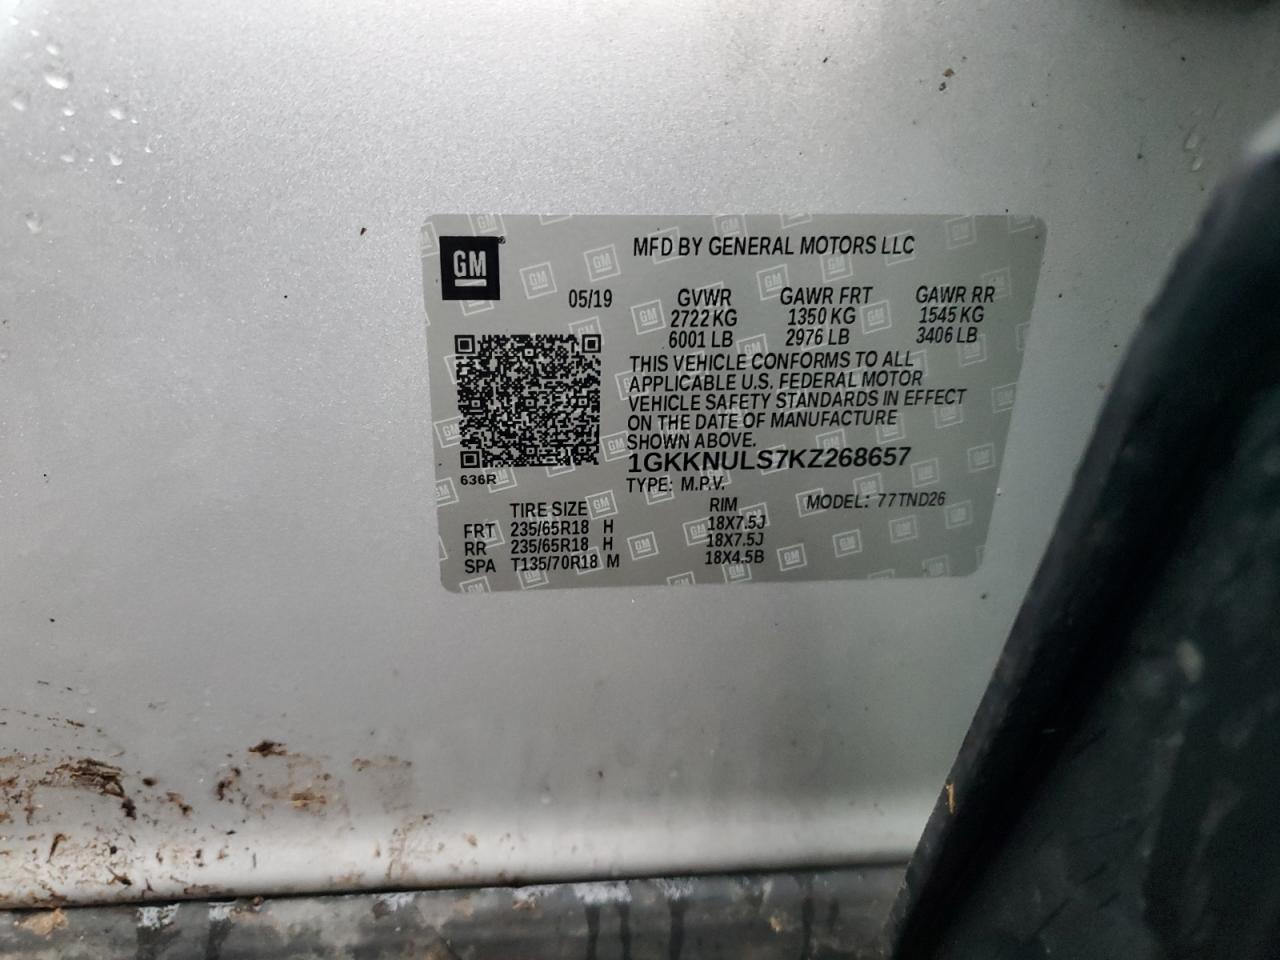 GM
MFD BY GENERAL MOTORS LLC
05/19 GVWR GAWR FRT GAWR RR
2722 KG 1350 KG 1545 KG
6001 LB 2976 LB 3406 LB
THIS VEHICLE CONFORMS TO ALL
APPLICABLE U.S. FEDERAL MOTOR
VEHICLE SAFETY STANDARDS IN EFFECT
ON THE DATE OF MANUFACTURE
SHOWN ABOVE.
1GKKNULS7KZ268657
636R
TYPE: M.P.V.
MODEL: 77TND26
TIRE SIZE RIM
FRT 235/65R18 H 18X7.5J
RR 235/65R18 H 18X7.5J
SPA T135/70R18 M 18X4.5B